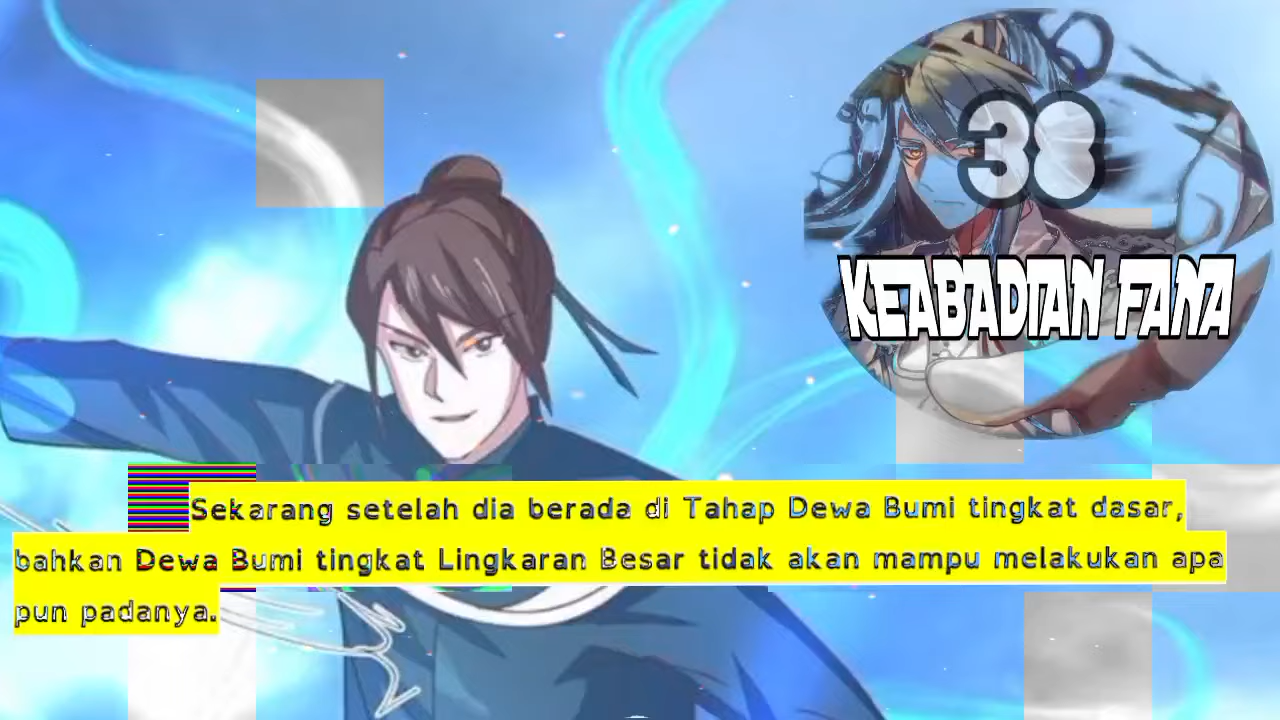 38
KEABADIAN FANA
Sekarang setelah dia berada di Tahap Dewa Bumi tingkat dasar,
bahkan Dewa Bumi tingkat Lingkaran Besar tidak akan mampu melakukan apa
pun padanya.